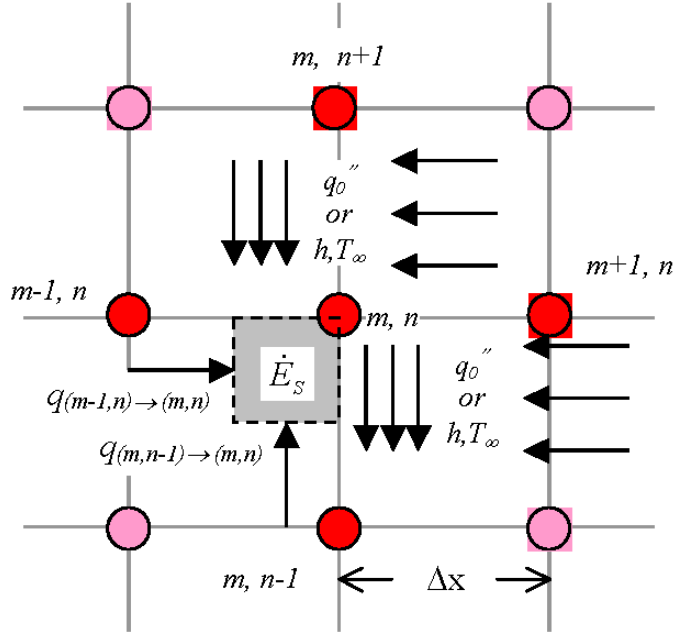 m, n+1
q₀″
or
h,T∞
m-1, n
m+1, n
m, n
Ė_S
q₀″
or
h,T∞
q(m-1,n)→(m,n)
q(m,n-1)→(m,n)
m, n-1
Δx